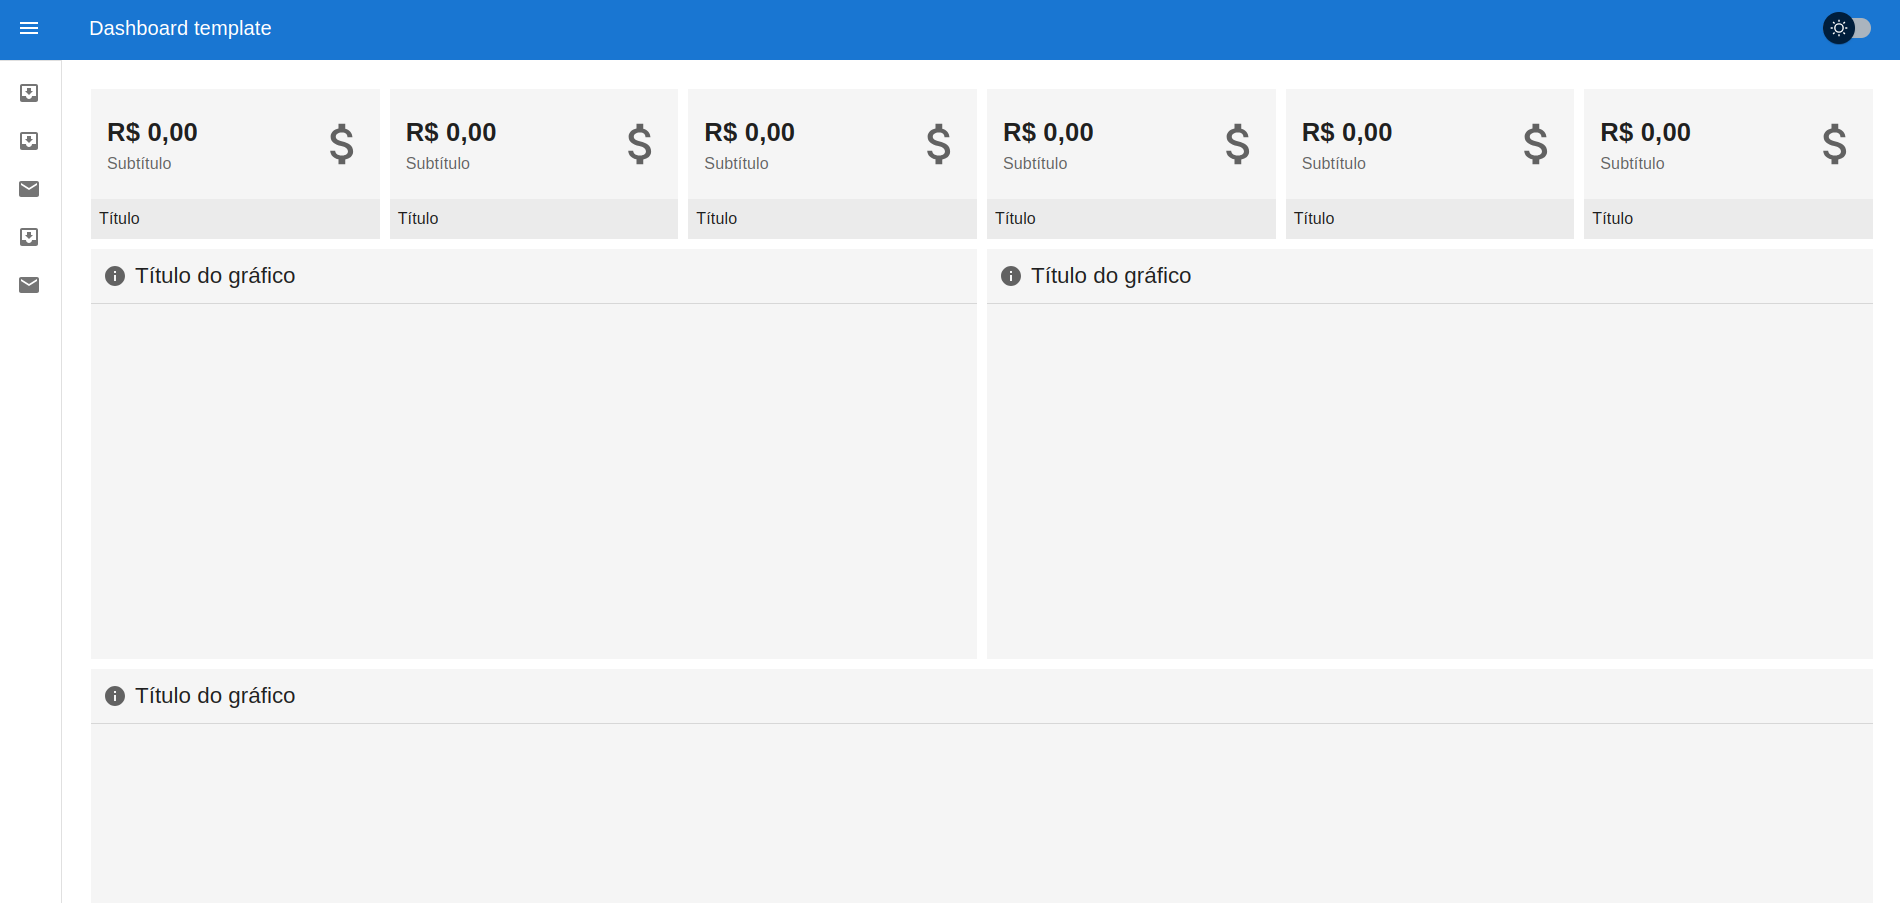 Dashboard template
R$ 0,00 R$ 0,00 R$ 0,00 R$ 0,00 R$ 0,00 R$ 0,00
Subtítulo Subtítulo Subtítulo Subtítulo Subtítulo Subtítulo
Título Título Título Título Título Título
Título do gráfico Título do gráfico
Título do gráfico